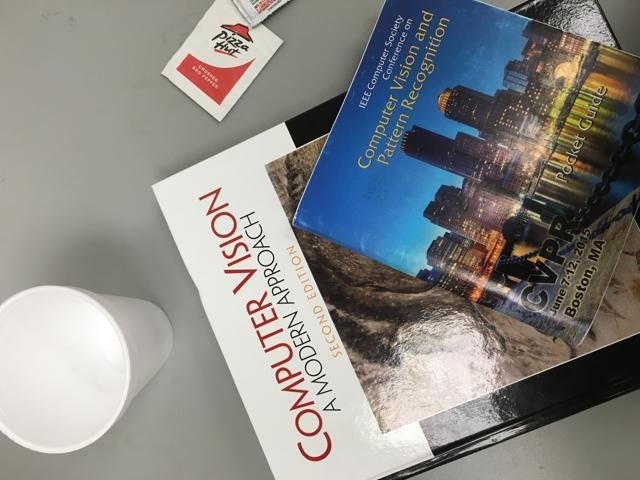 Pizza
Hut
CRUSHED
RED PEPPER
IEEE Computer Society
Conference on
Computer Vision and
Pattern Recognition
Pocket Guide
CVPR
June 7-12, 2015
Boston, MA
COMPUTER VISION
A MODERN APPROACH
SECOND EDITION